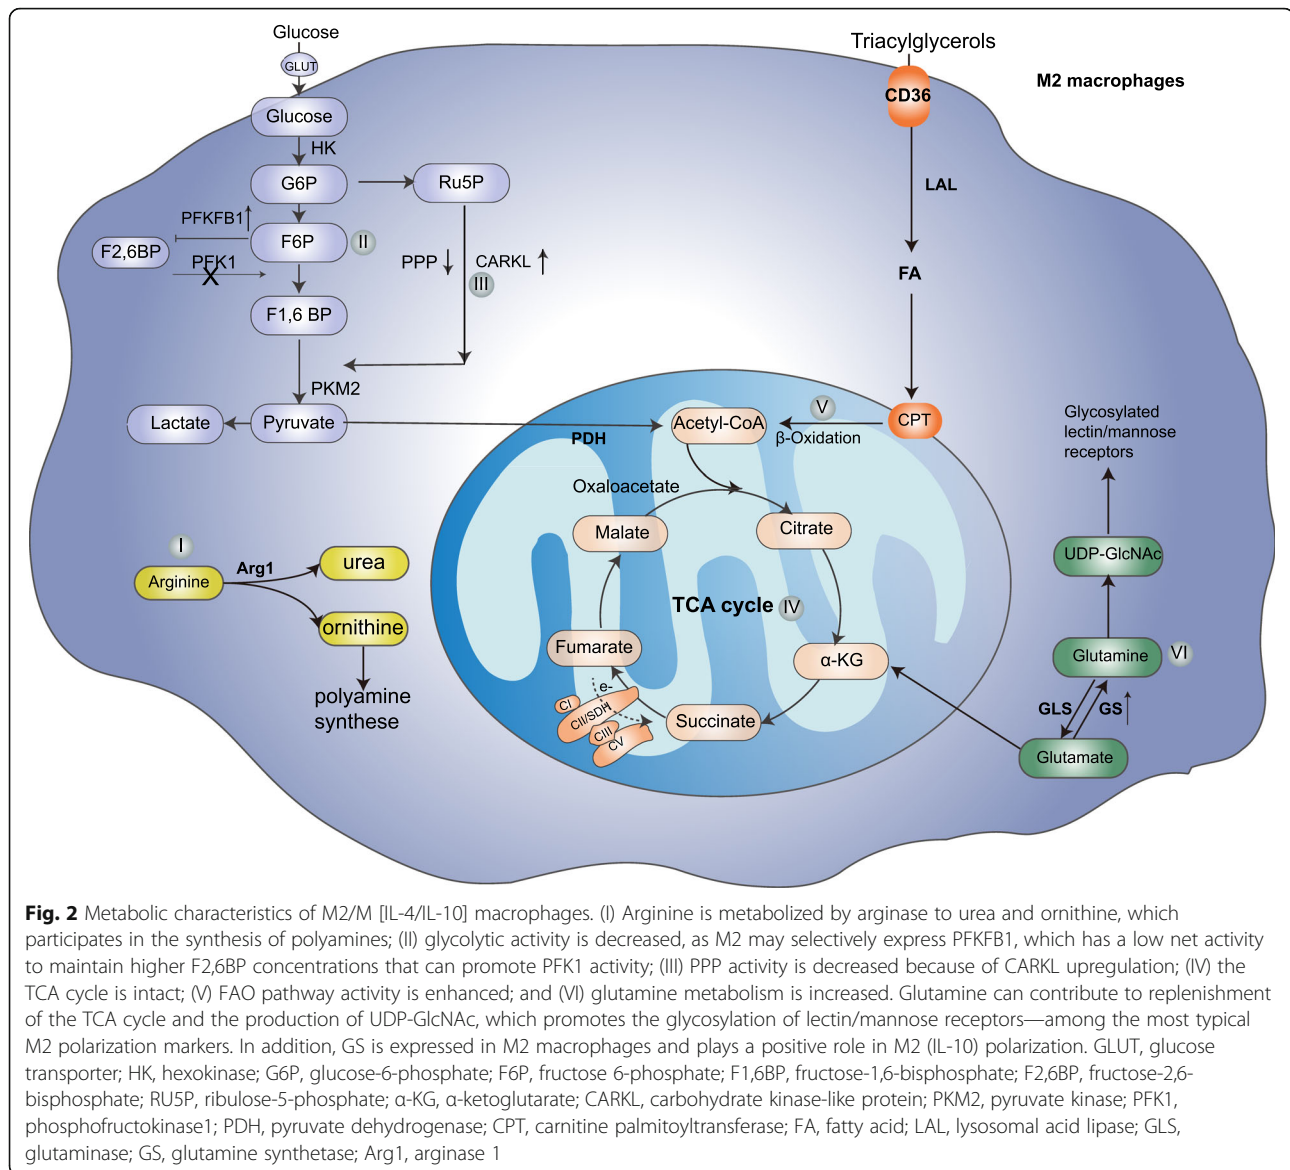 Glucose
GLUT
Glucose
HK
G6P
Ru5P
PFKFB1
F2,6BP
F6P
II
PFK1
X
PPP
CARKL
III
F1,6 BP
PKM2
Lactate
Pyruvate
PDH
Triacylglycerols
CD36
M2 macrophages
LAL
FA
CPT
V
β-Oxidation
Acetyl-CoA
Oxaloacetate
Malate
Citrate
TCA cycle
IV
Fumarate
α-KG
Succinate
e-
CI
CII/SDH
CIII
CV
I
Arginine
Arg1
urea
ornithine
polyamine
synthese
Glycosylated
lectin/mannose
receptors
UDP-GlcNAc
Glutamine
VI
GLS
GS
Glutamate
Fig. 2 Metabolic characteristics of M2/M [IL-4/IL-10] macrophages. (I) Arginine is metabolized by arginase to urea and ornithine, which
participates in the synthesis of polyamines; (II) glycolytic activity is decreased, as M2 may selectively express PFKFB1, which has a low net activity
to maintain higher F2,6BP concentrations that can promote PFK1 activity; (III) PPP activity is decreased because of CARKL upregulation; (IV) the
TCA cycle is intact; (V) FAO pathway activity is enhanced; and (VI) glutamine metabolism is increased. Glutamine can contribute to replenishment
of the TCA cycle and the production of UDP-GlcNAc, which promotes the glycosylation of lectin/mannose receptors—among the most typical
M2 polarization markers. In addition, GS is expressed in M2 macrophages and plays a positive role in M2 (IL-10) polarization. GLUT, glucose
transporter; HK, hexokinase; G6P, glucose-6-phosphate; F6P, fructose 6-phosphate; F1,6BP, fructose-1,6-bisphosphate; F2,6BP, fructose-2,6-
bisphosphate; RU5P, ribulose-5-phosphate; α-KG, α-ketoglutarate; CARKL, carbohydrate kinase-like protein; PKM2, pyruvate kinase; PFK1,
phosphofructokinase1; PDH, pyruvate dehydrogenase; CPT, carnitine palmitoyltransferase; FA, fatty acid; LAL, lysosomal acid lipase; GLS,
glutaminase; GS, glutamine synthetase; Arg1, arginase 1